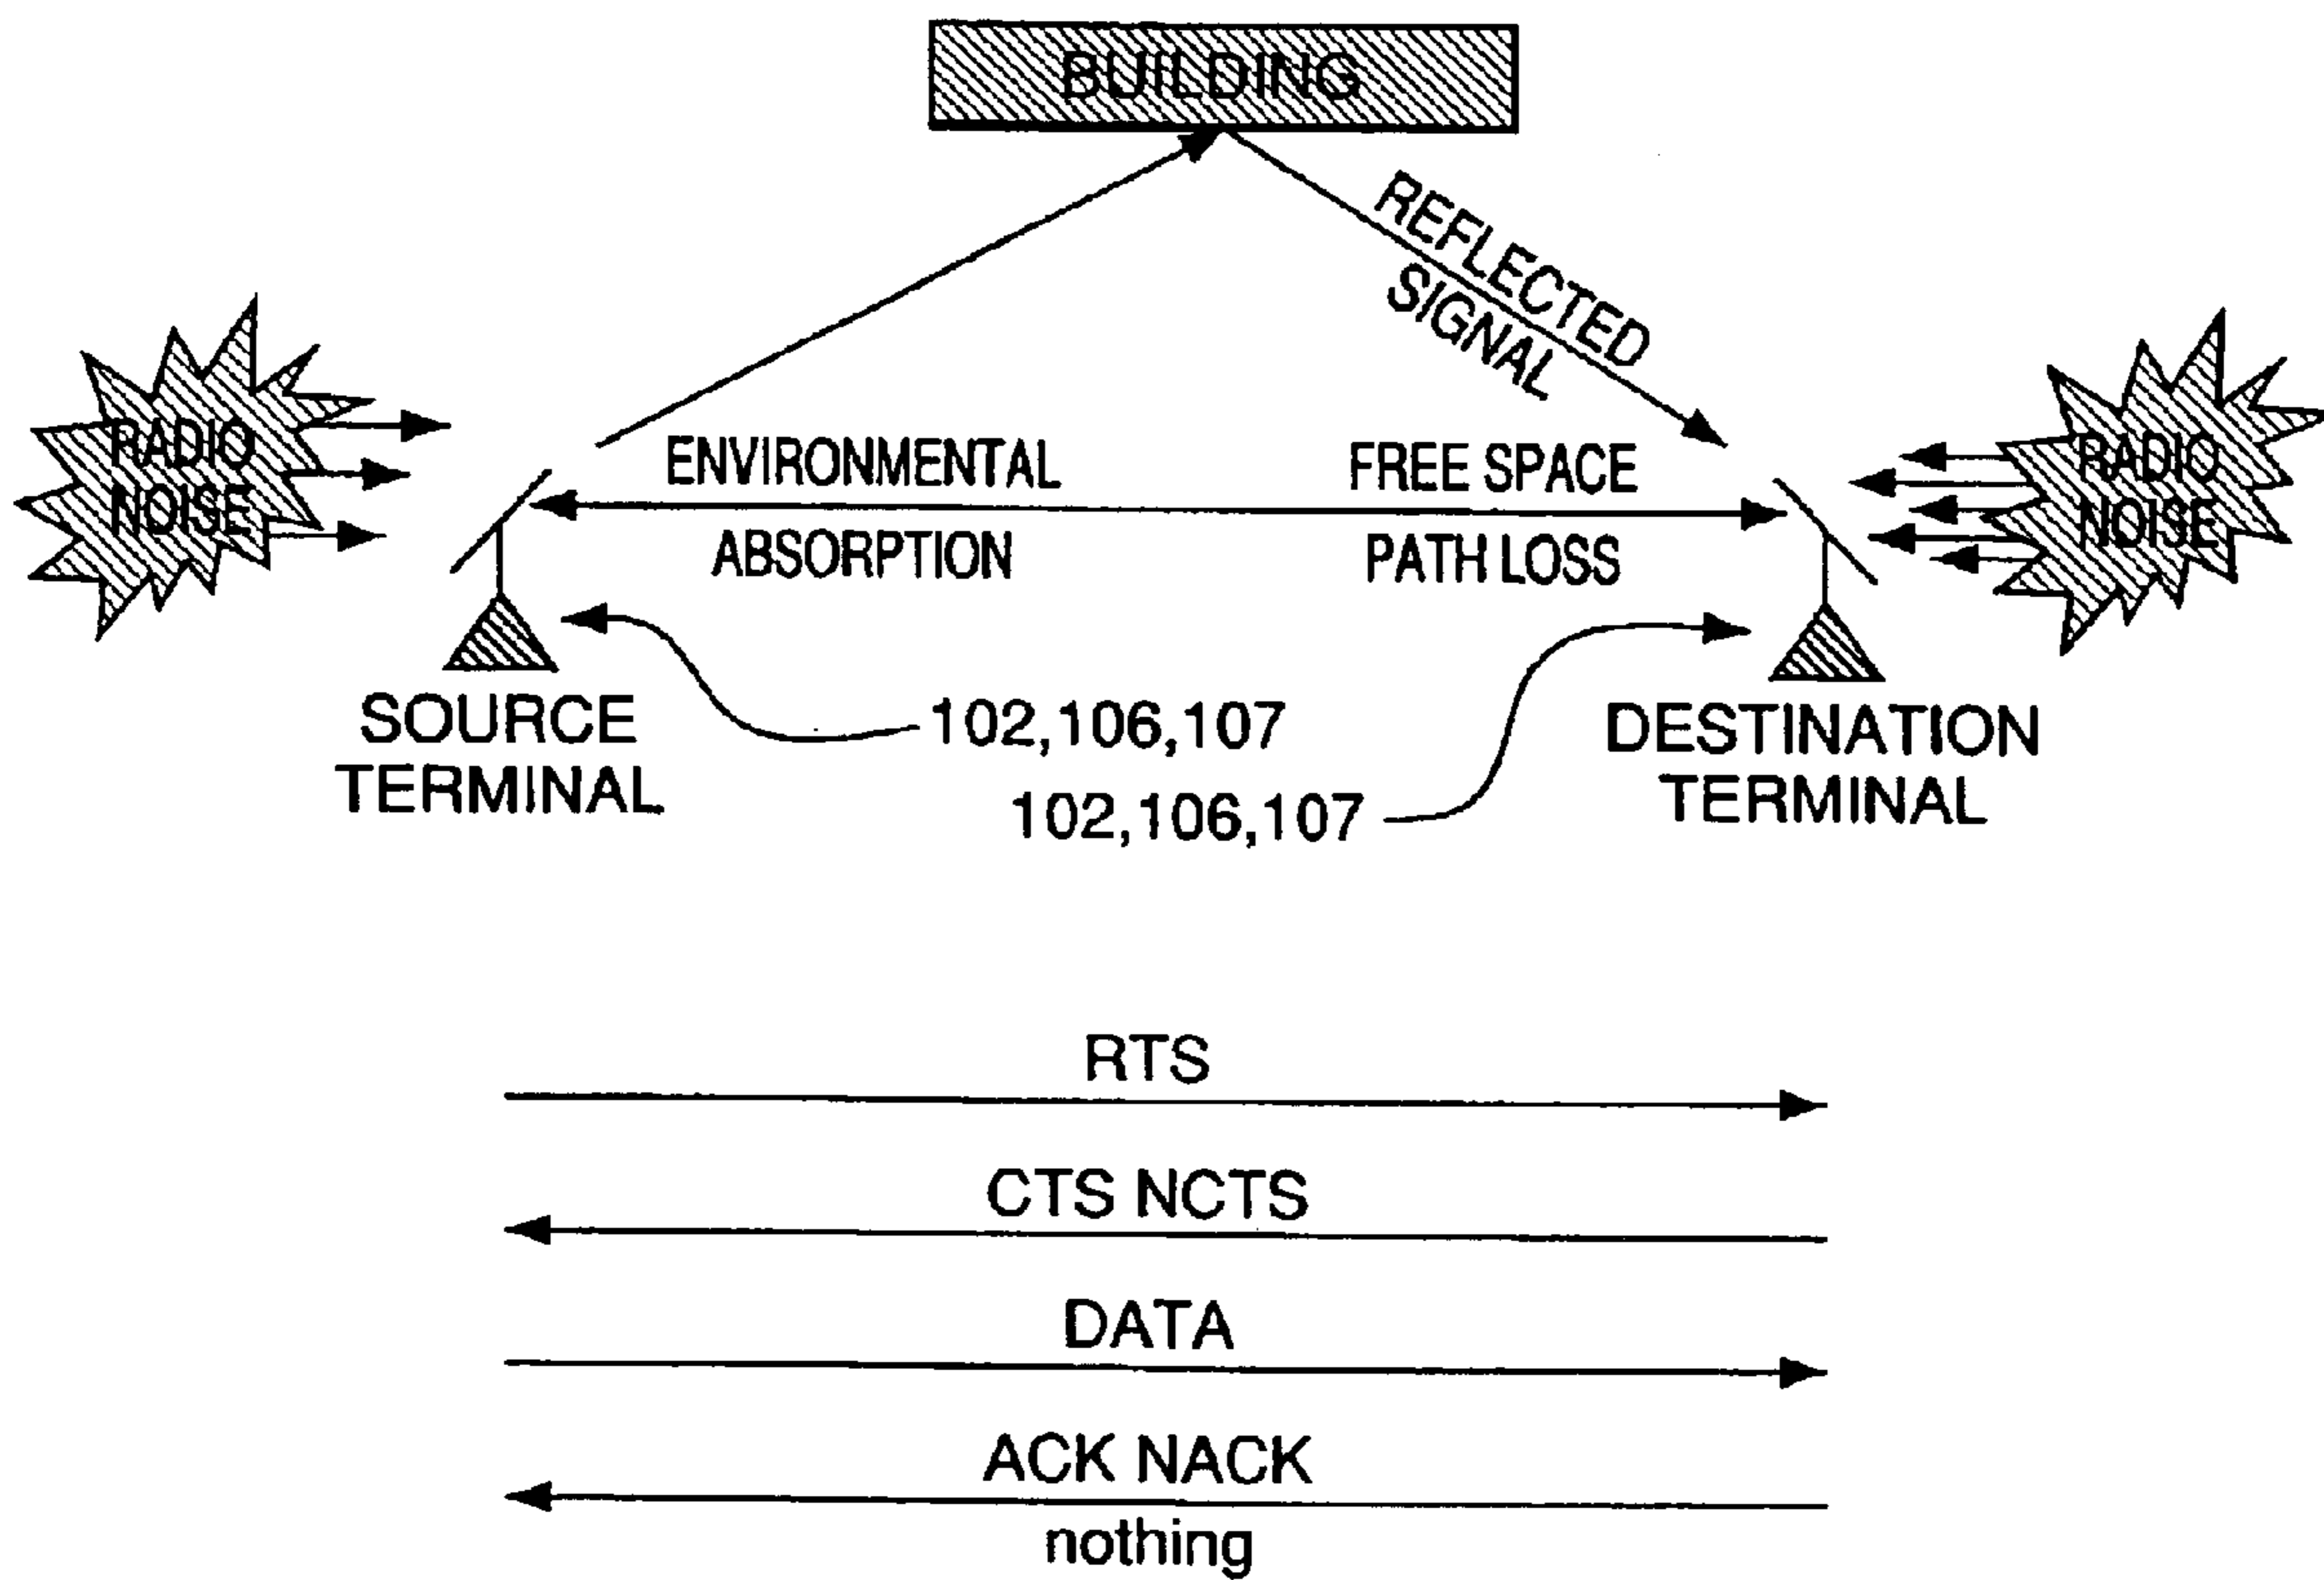 BUILDING
REFLECTED
SIGNAL
RADIO
NOISE
ENVIRONMENTAL
ABSORPTION
FREE SPACE
PATH LOSS
RADIO
NOISE
SOURCE
TERMINAL
102,106,107
102,106,107
DESTINATION
TERMINAL
RTS
CTS NCTS
DATA
ACK NACK
nothing